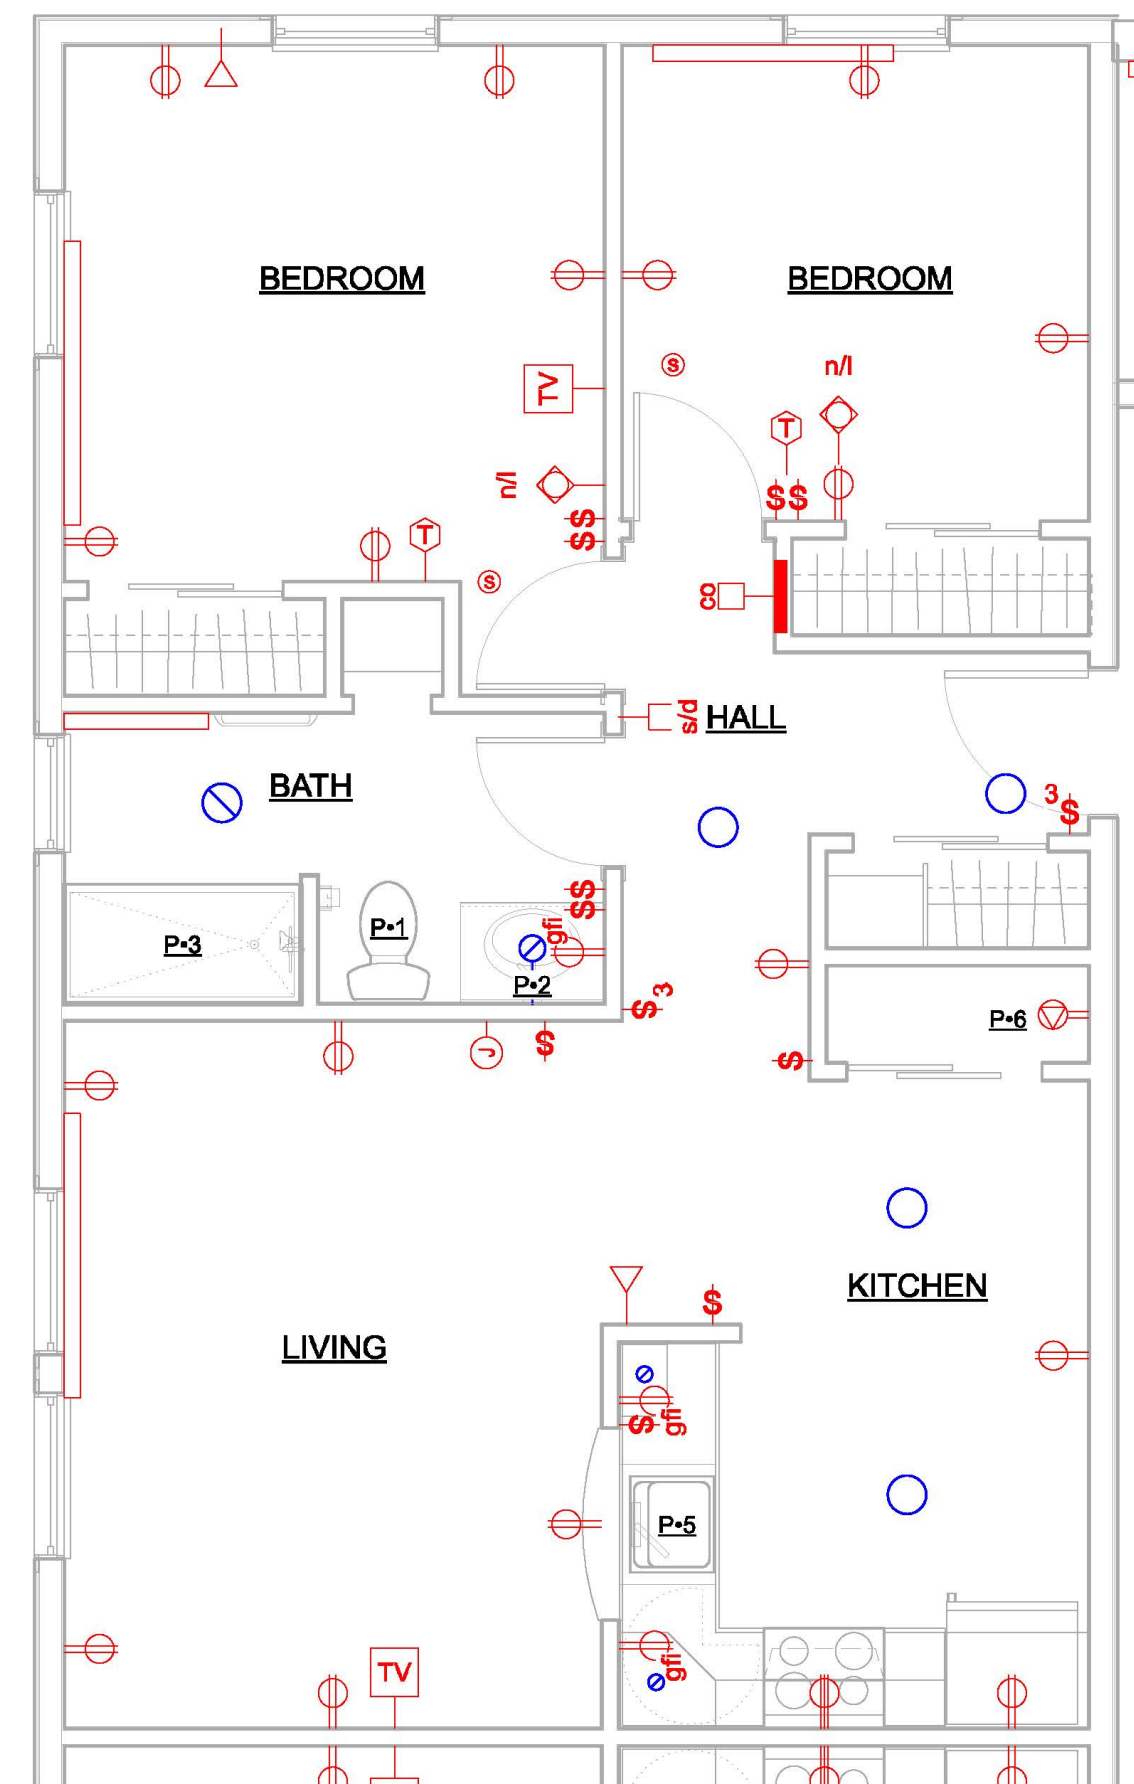 BEDROOM
BEDROOM
S
n/l
TV
T
n/l
$$
$$
T
S
CO
s/d
HALL
BATH
3
$
$$
P•1
gfi
P•3
P•2
$3
P•6
J
$
$
KITCHEN
$
LIVING
gfi
$
P•5
gfi
TV